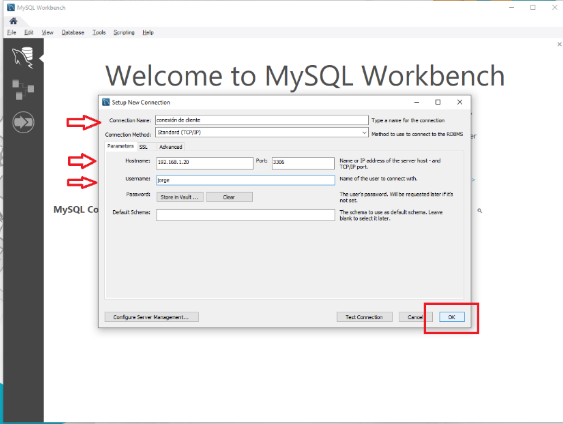 MySQL Workbench
File Edit View Database Tools Scripting Help
Welcome to MySQL Workbench
Setup New Connection
Connection Name: conexión de cliente Type a name for the connection
Connection Method: Standard (TCP/IP) Method to use to connect to the RDBMS
Parameters SSL Advanced
Hostname: 192.168.1.20 Port: 3306 Name or IP address of the server host - and
TCP/IP port.
Username: jorge Name of the user to connect with.
Password: Store in Vault ... Clear The user's password. Will be requested later if it's
not set.
Default Schema: The schema to use as default schema. Leave
blank to select it later.
MySQL Co
Configure Server Management... Test Connection Cancel OK